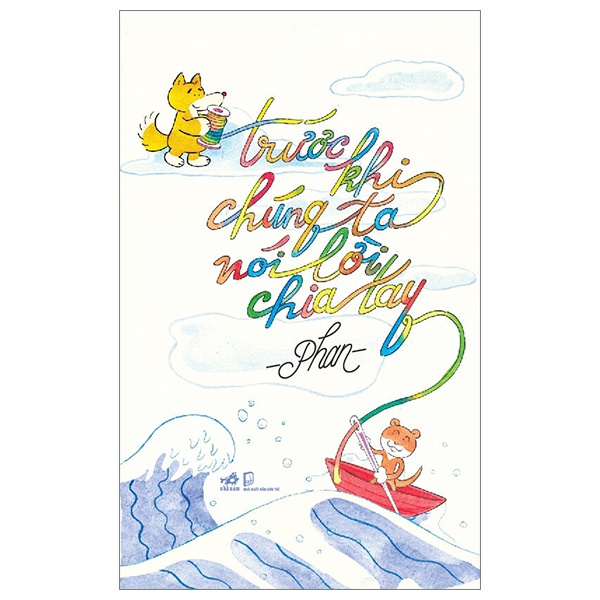 trước khi
chúng ta
nói lời
chia tay
-Phan-
nhã nam
NHÀ XUẤT BẢN DÂN TRÍ